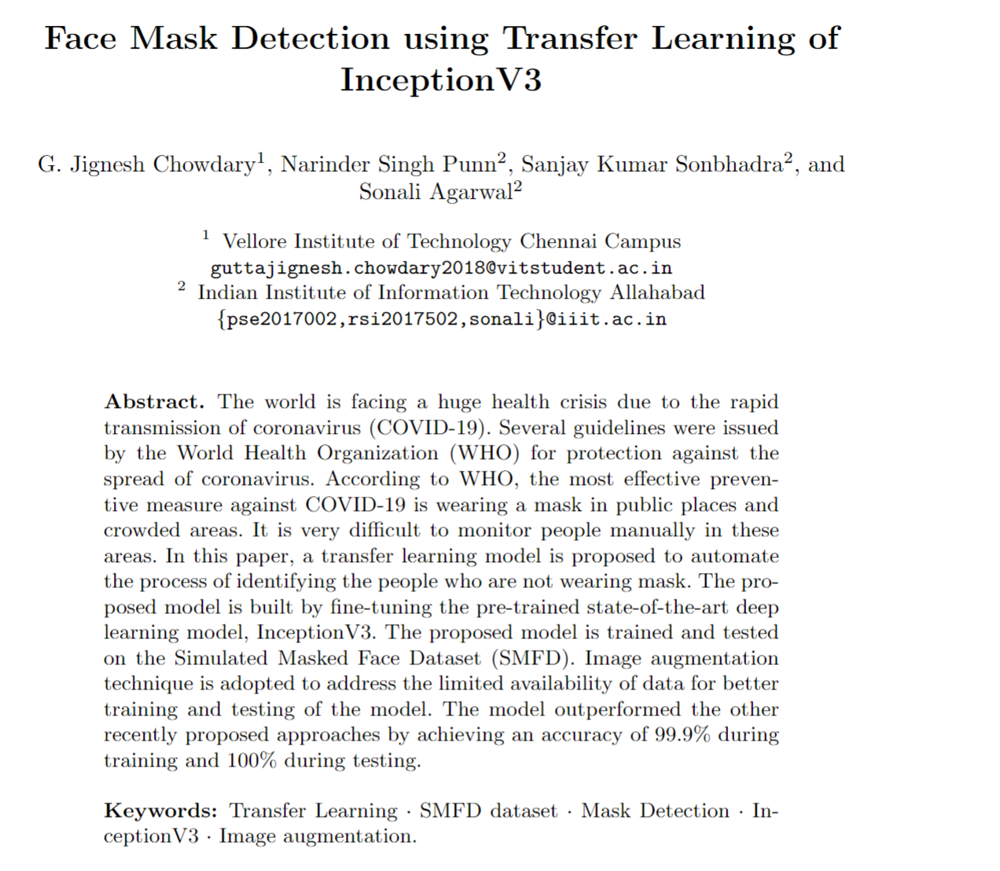 Face Mask Detection using Transfer Learning of
InceptionV3
G. Jignesh Chowdary¹, Narinder Singh Punn², Sanjay Kumar Sonbhadra², and
Sonali Agarwal²
¹ Vellore Institute of Technology Chennai Campus
guttajignesh.chowdary2018@vitstudent.ac.in
² Indian Institute of Information Technology Allahabad
{pse2017002,rsi2017502,sonali}@iiit.ac.in
Abstract. The world is facing a huge health crisis due to the rapid
transmission of coronavirus (COVID-19). Several guidelines were issued
by the World Health Organization (WHO) for protection against the
spread of coronavirus. According to WHO, the most effective preven-
tive measure against COVID-19 is wearing a mask in public places and
crowded areas. It is very difficult to monitor people manually in these
areas. In this paper, a transfer learning model is proposed to automate
the process of identifying the people who are not wearing mask. The pro-
posed model is built by fine-tuning the pre-trained state-of-the-art deep
learning model, InceptionV3. The proposed model is trained and tested
on the Simulated Masked Face Dataset (SMFD). Image augmentation
technique is adopted to address the limited availability of data for better
training and testing of the model. The model outperformed the other
recently proposed approaches by achieving an accuracy of 99.9% during
training and 100% during testing.
Keywords: Transfer Learning · SMFD dataset · Mask Detection · In-
ceptionV3 · Image augmentation.